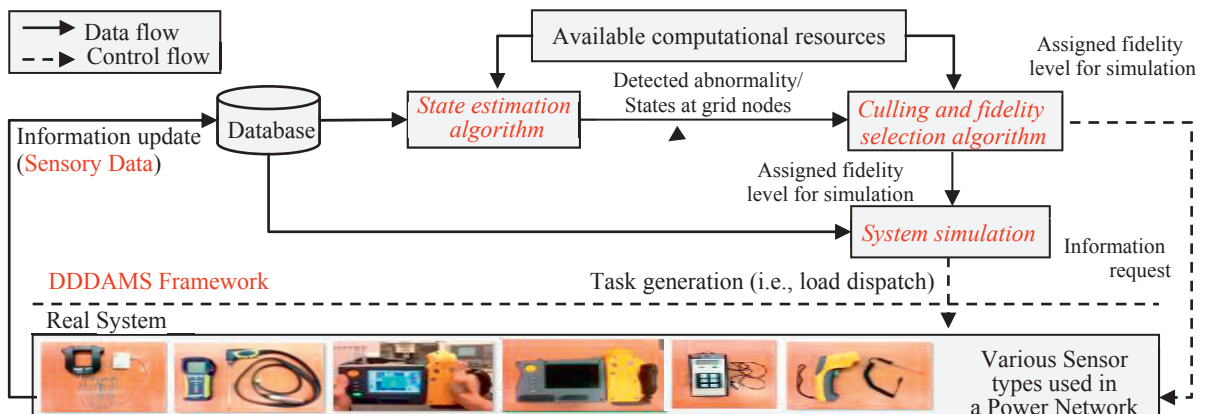 Data flow
Control flow
Available computational resources
Assigned fidelity
level for simulation
Detected abnormality/
States at grid nodes
State estimation
algorithm
Culling and fidelity
selection algorithm
Information update
(Sensory Data)
Database
Assigned fidelity
level for simulation
System simulation
Information
request
DDDAMS Framework
Task generation (i.e., load dispatch)
Real System
Various Sensor
types used in
a Power Network